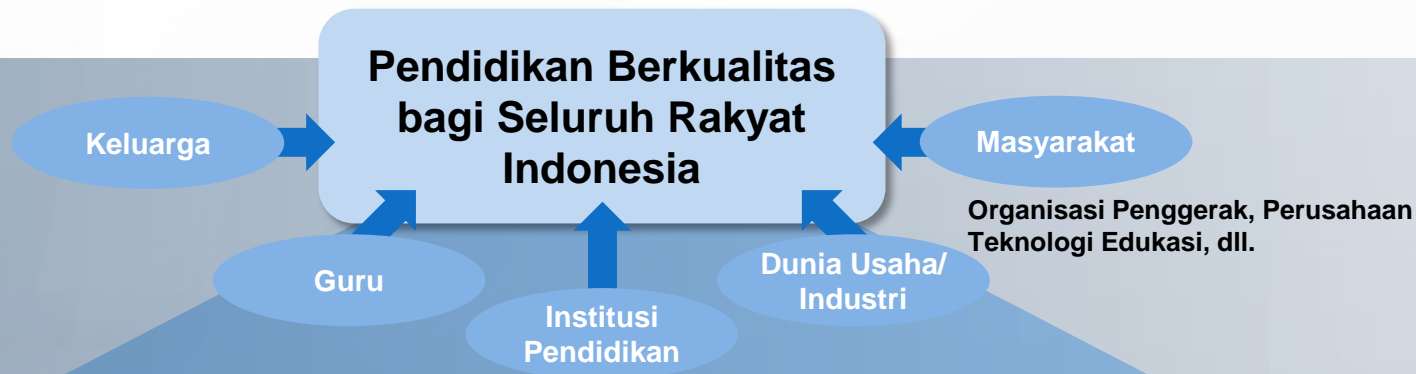 Pendidikan Berkualitas
bagi Seluruh Rakyat
Indonesia
Keluarga
Masyarakat
Organisasi Penggerak, Perusahaan
Teknologi Edukasi, dll.
Guru
Dunia Usaha/
Industri
Institusi
Pendidikan